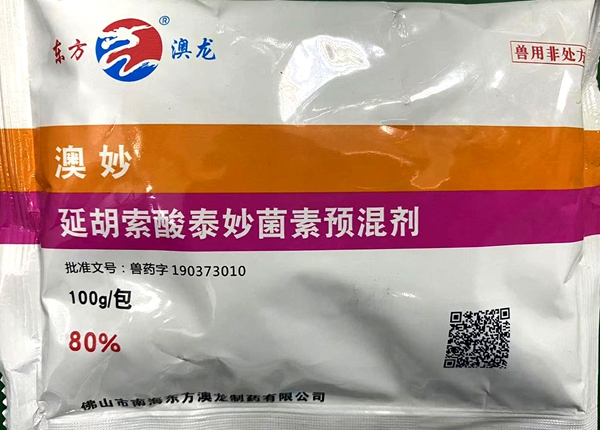 东方 ® 澳龙
兽用非处方
澳妙
延胡索酸泰妙菌素预混剂
批准文号：兽药字 190373010
100g/包
80%
佛山市南海东方澳龙制药有限公司